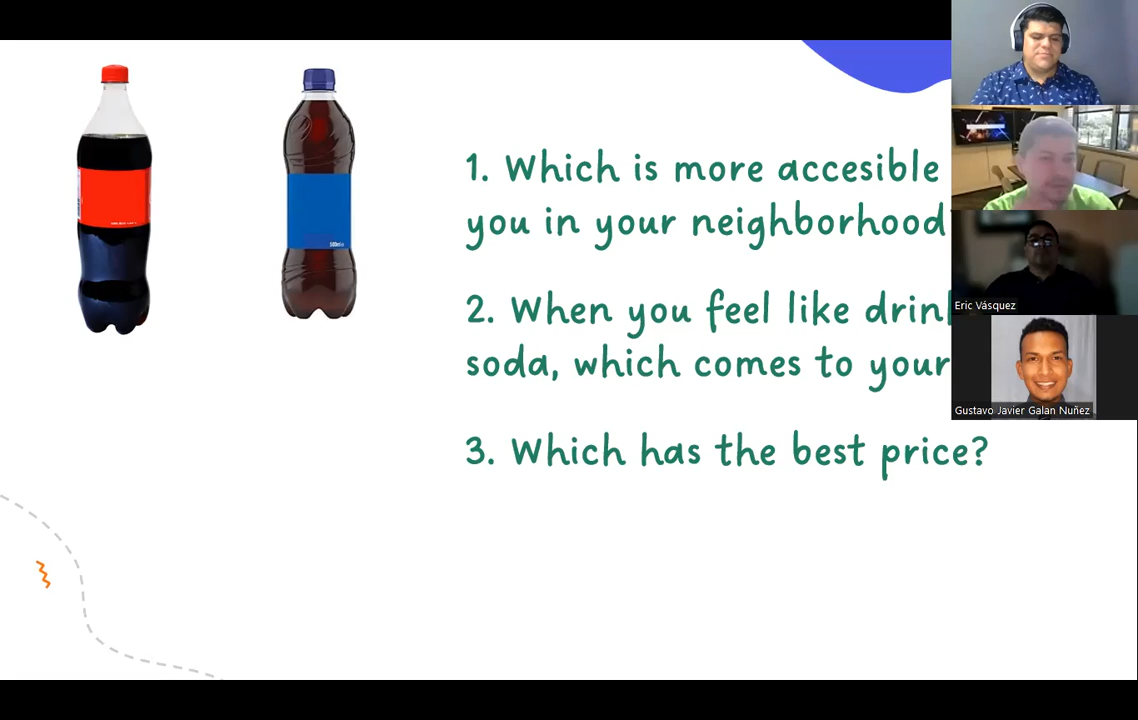 1. Which is more accesible
you in your neighborhood
2. When you feel like drin
soda, which comes to your
3. Which has the best price?
Eric Vásquez
Gustavo Javier Galan Nuñez